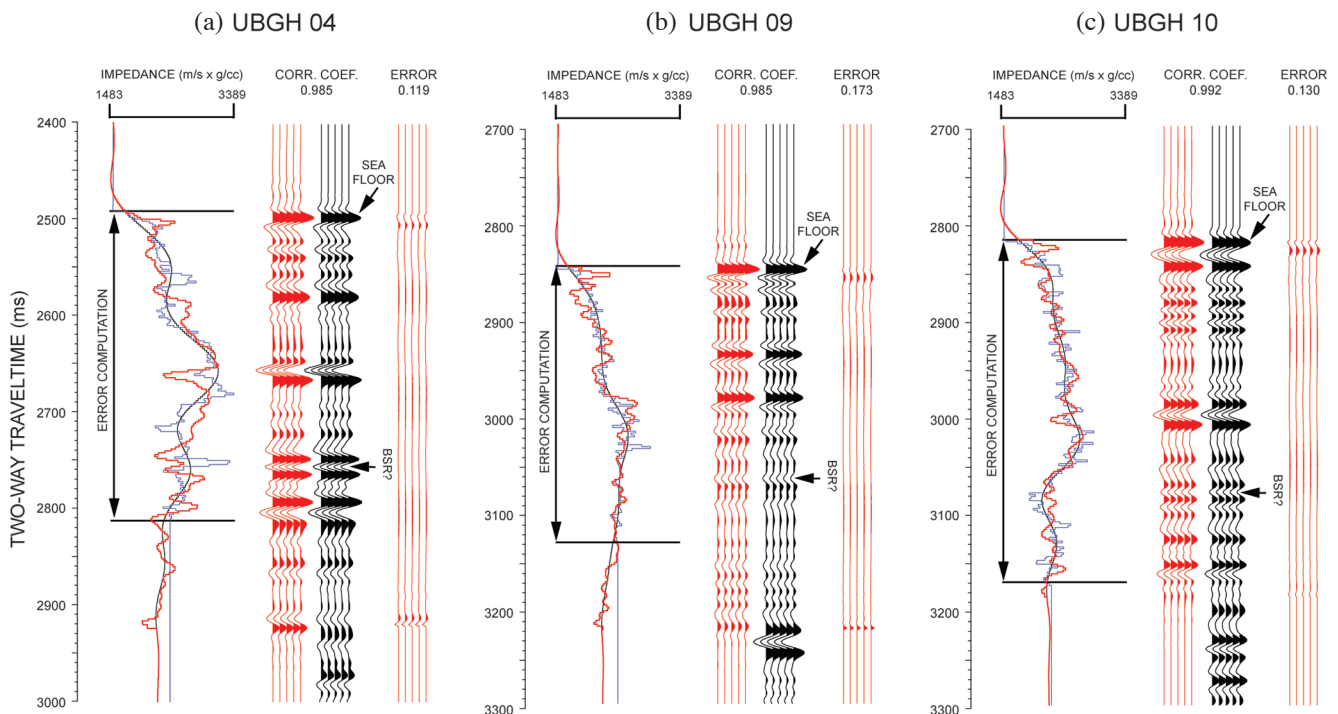 (a) UBGH 04
IMPEDANCE (m/s x g/cc)
1483 3389
CORR. COEF.
0.985
ERROR
0.119
TWO-WAY TRAVELTIME (ms)
2400
2500
2600
2700
2800
2900
3000
ERROR COMPUTATION
SEA
FLOOR
BSR?
(b) UBGH 09
IMPEDANCE (m/s x g/cc)
1483 3389
CORR. COEF.
0.985
ERROR
0.173
2700
2800
2900
3000
3100
3200
3300
ERROR COMPUTATION
SEA
FLOOR
BSR?
(c) UBGH 10
IMPEDANCE (m/s x g/cc)
1483 3389
CORR. COEF.
0.992
ERROR
0.130
2700
2800
2900
3000
3100
3200
3300
ERROR COMPUTATION
SEA
FLOOR
BSR?